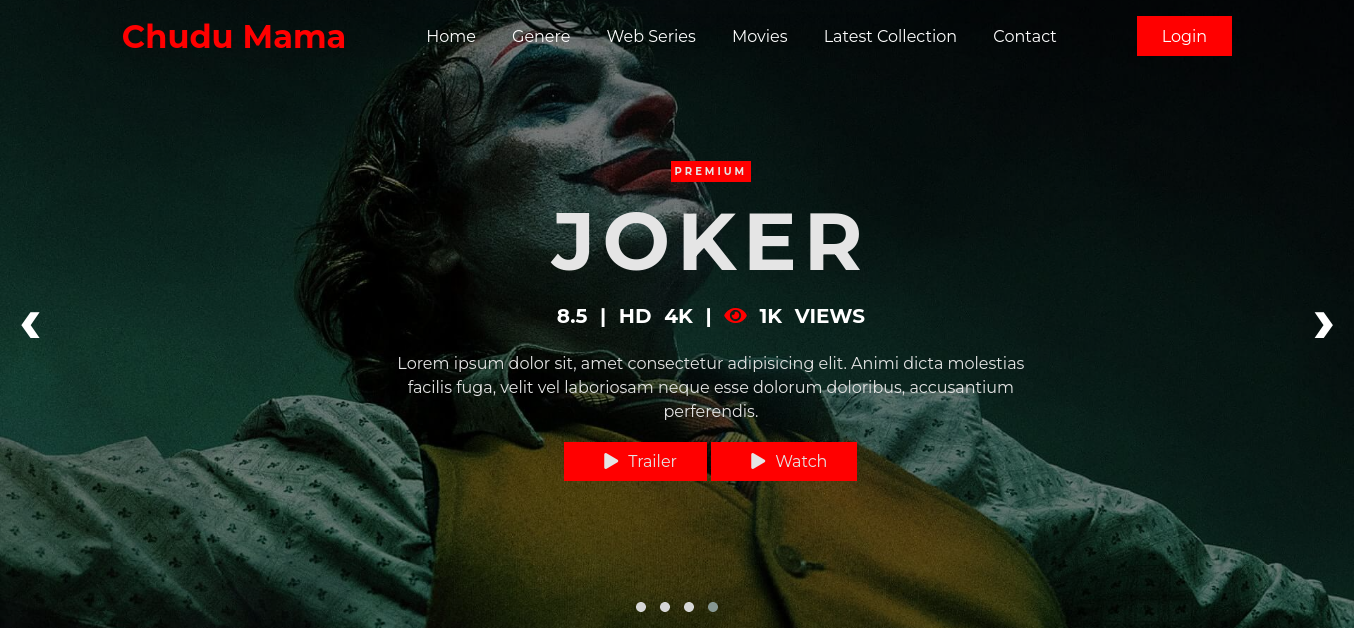 Chudu Mama
Home Genere Web Series Movies Latest Collection Contact
Login
PREMIUM
JOKER
8.5 | HD 4K | 1K VIEWS
Lorem ipsum dolor sit, amet consectetur adipisicing elit. Animi dicta molestias
facilis fuga, velit vel laboriosam neque esse dolorum doloribus, accusantium
perferendis.
Trailer
Watch